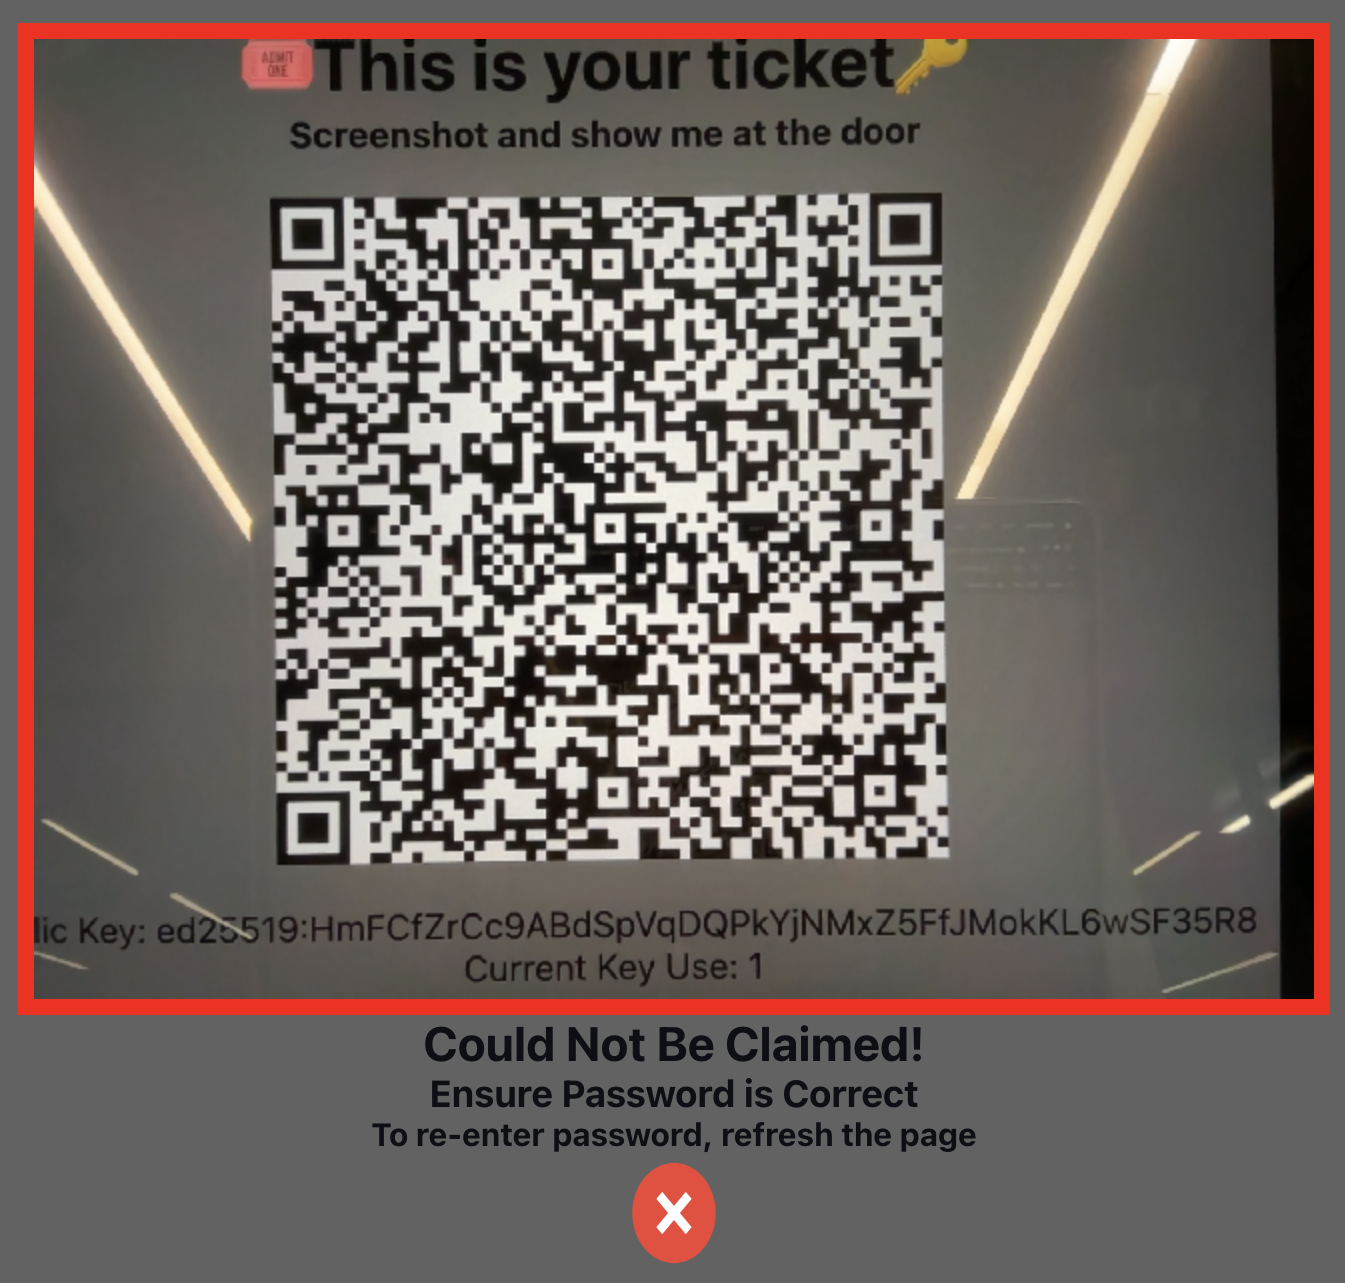 ADMIT
ONE
This is your ticket
Screenshot and show me at the door
lic Key: ed25519:HmFCfZrCc9ABdSpVqDQPkYjNMxZ5FfJMokKL6wSF35R8
Current Key Use: 1
Could Not Be Claimed!
Ensure Password is Correct
To re-enter password, refresh the page